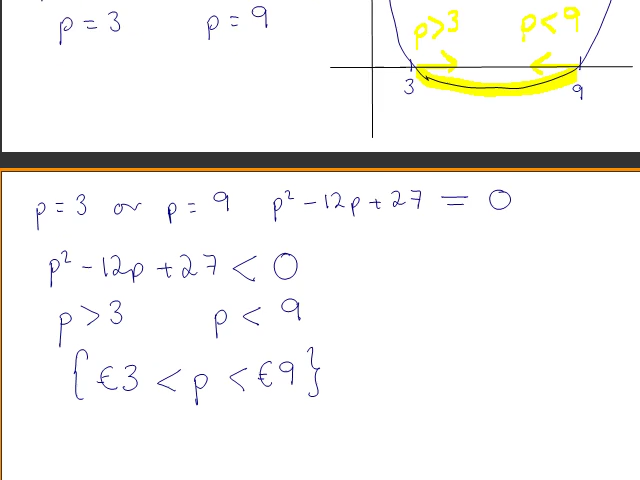 p = 3 p = 9
p>3 p<9
3 9
p = 3 or p = 9 p² - 12p + 27 = 0
p² - 12p + 27 < 0
p > 3 p < 9
{€3 < p < €9}